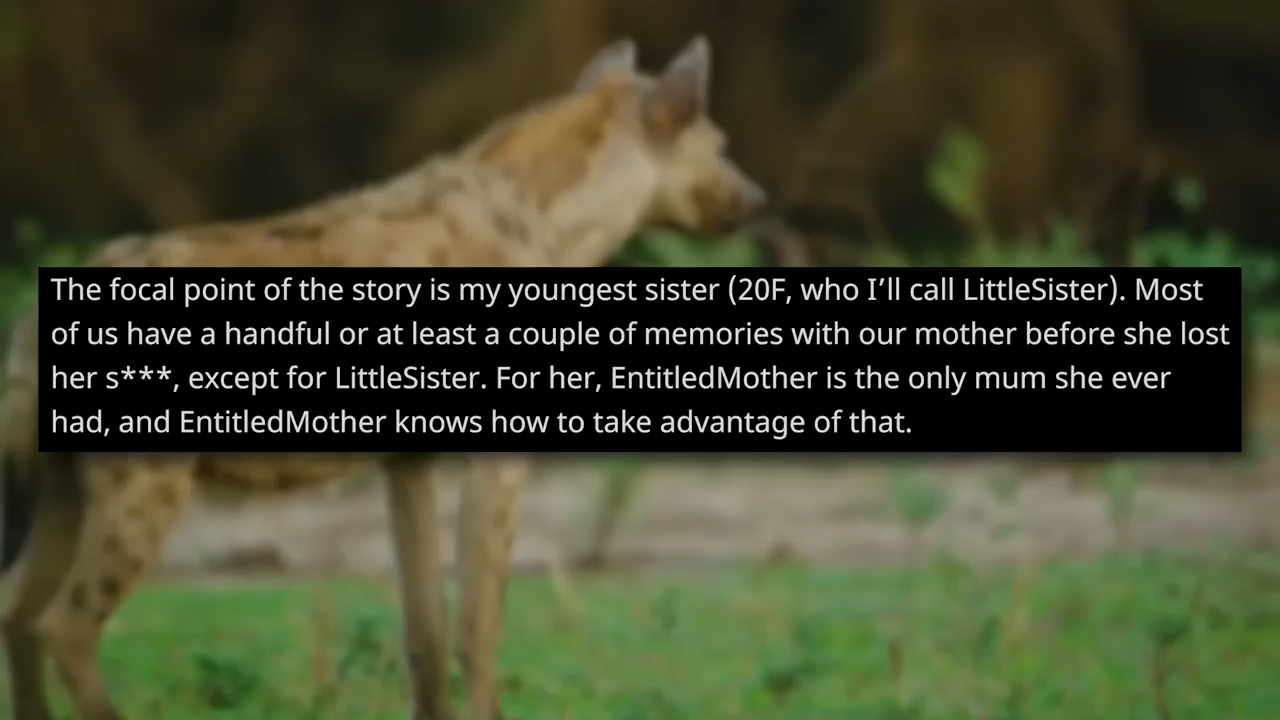 The focal point of the story is my youngest sister (20F, who I’ll call LittleSister). Most
of us have a handful or at least a couple of memories with our mother before she lost
her s***, except for LittleSister. For her, EntitledMother is the only mum she ever
had, and EntitledMother knows how to take advantage of that.